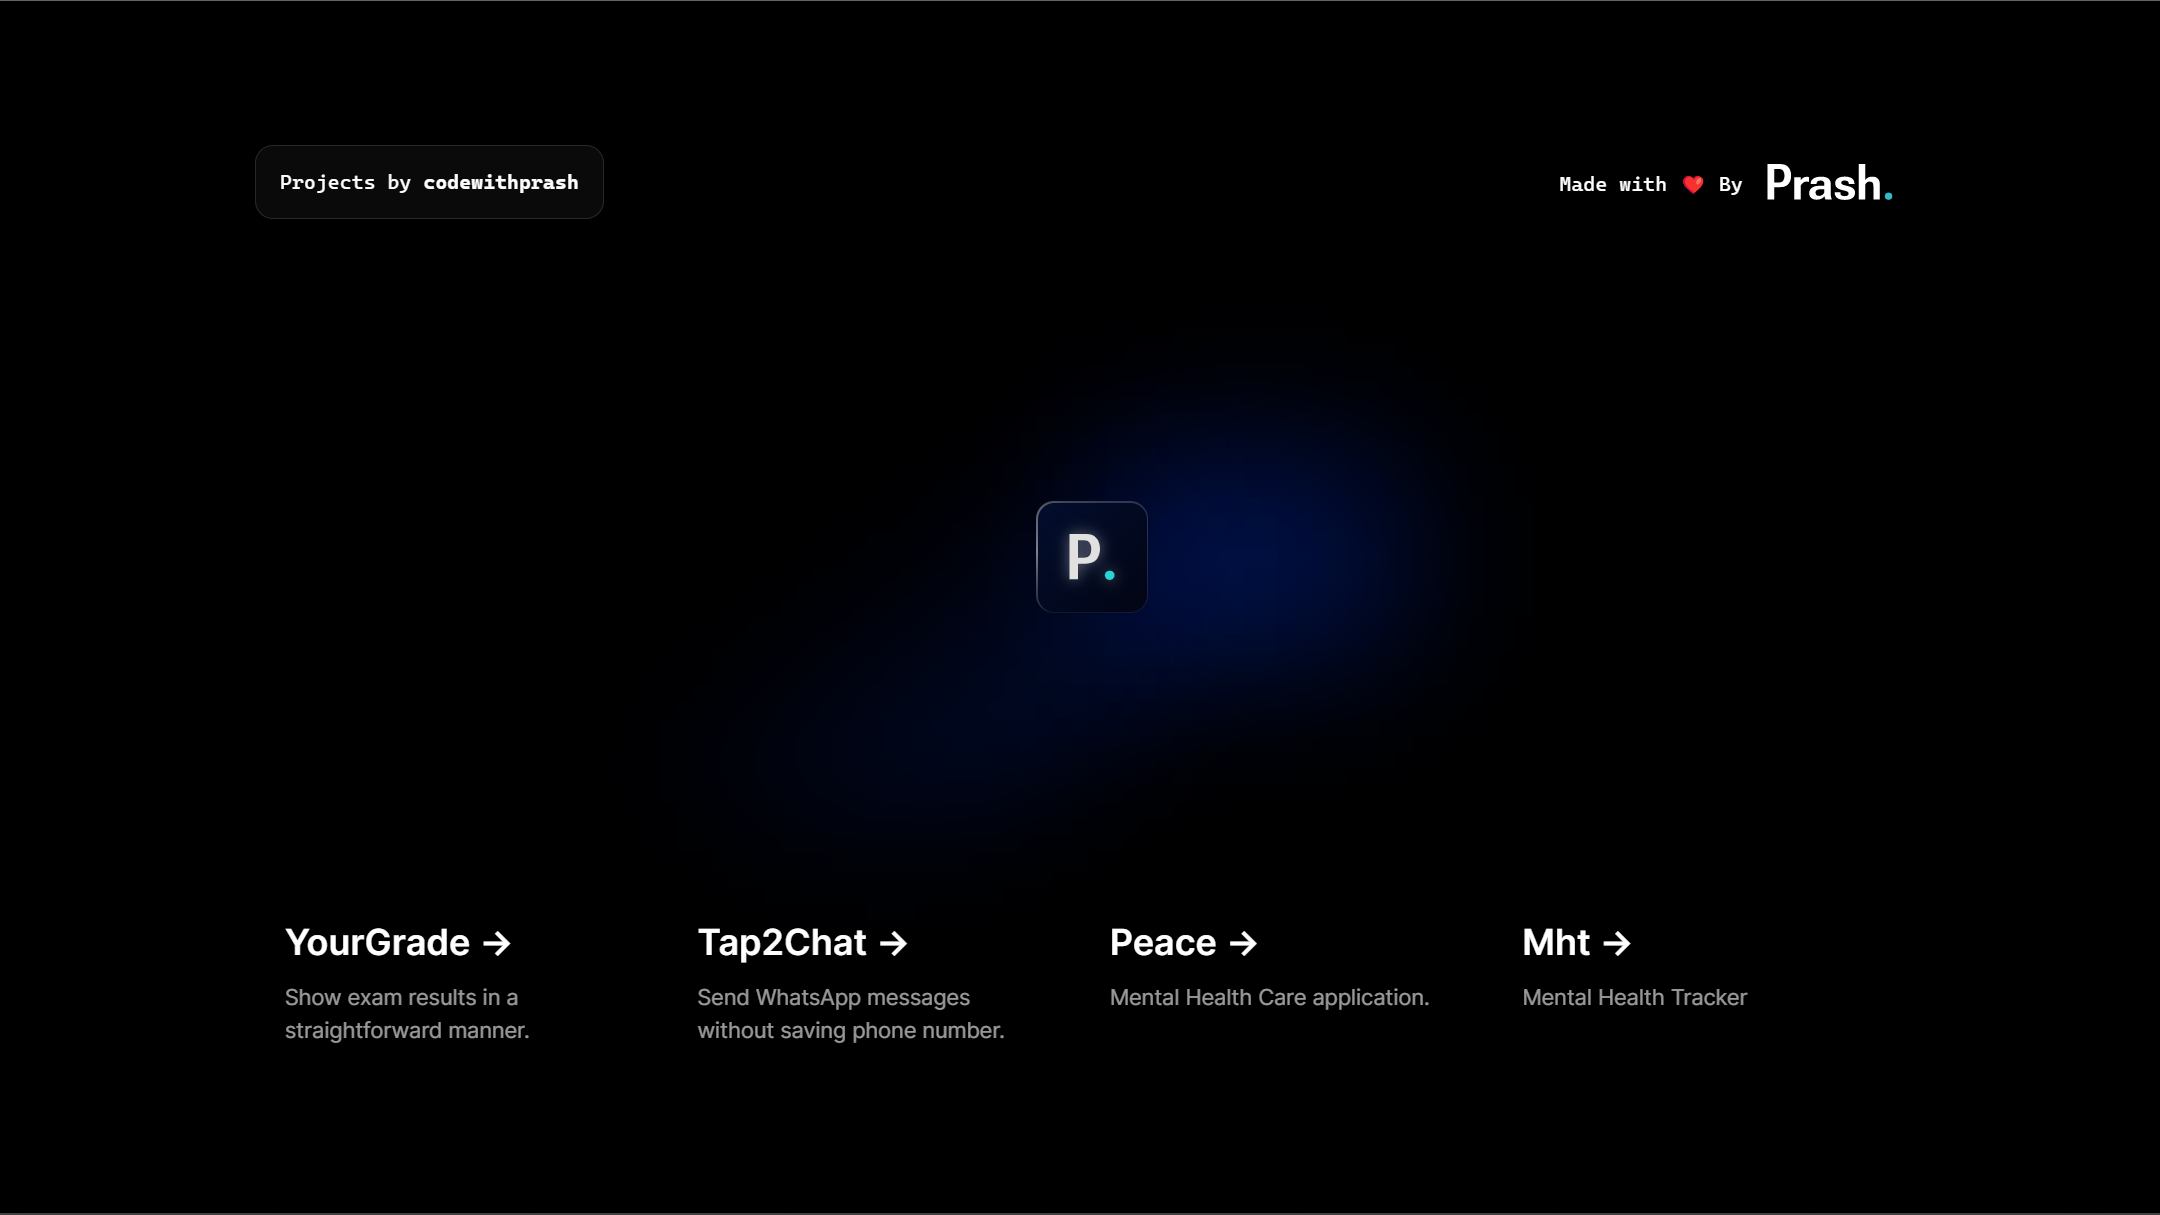 Projects by codewithprash
Made with ❤️ By Prash.
P.
YourGrade →
Show exam results in a
straightforward manner.
Tap2Chat →
Send WhatsApp messages
without saving phone number.
Peace →
Mental Health Care application.
Mht →
Mental Health Tracker